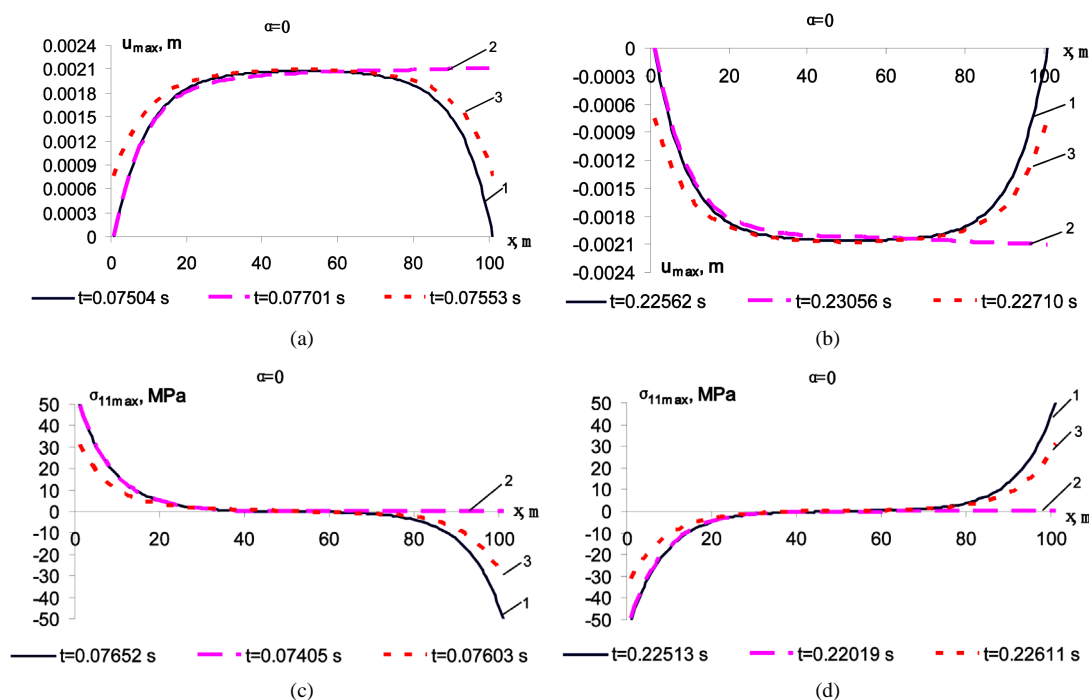 α=0
u max, m
0.0024
0.0021
0.0018
0.0015
0.0012
0.0009
0.0006
0.0003
0
0 20 40 60 80 100
x, m
2
3
1
t=0.07504 s t=0.07701 s t=0.07553 s
(a)
α=0
0
-0.0003
-0.0006
-0.0009
-0.0012
-0.0015
-0.0018
-0.0021
-0.0024
0 20 40 60 80 100
x, m
1
3
2
u max, m
t=0.22562 s t=0.23056 s t=0.22710 s
(b)
α=0
σ11max, MPa
50
40
30
20
10
0
-10
-20
-30
-40
-50
0 20 40 60 80 100
x, m
2
3
1
t=0.07652 s t=0.07405 s t=0.07603 s
(c)
α=0
σ11max, MPa
50
40
30
20
10
0
-10
-20
-30
-40
-50
0 20 40 60 80 100
x, m
1
3
2
t=0.22513 s t=0.22019 s t=0.22611 s
(d)